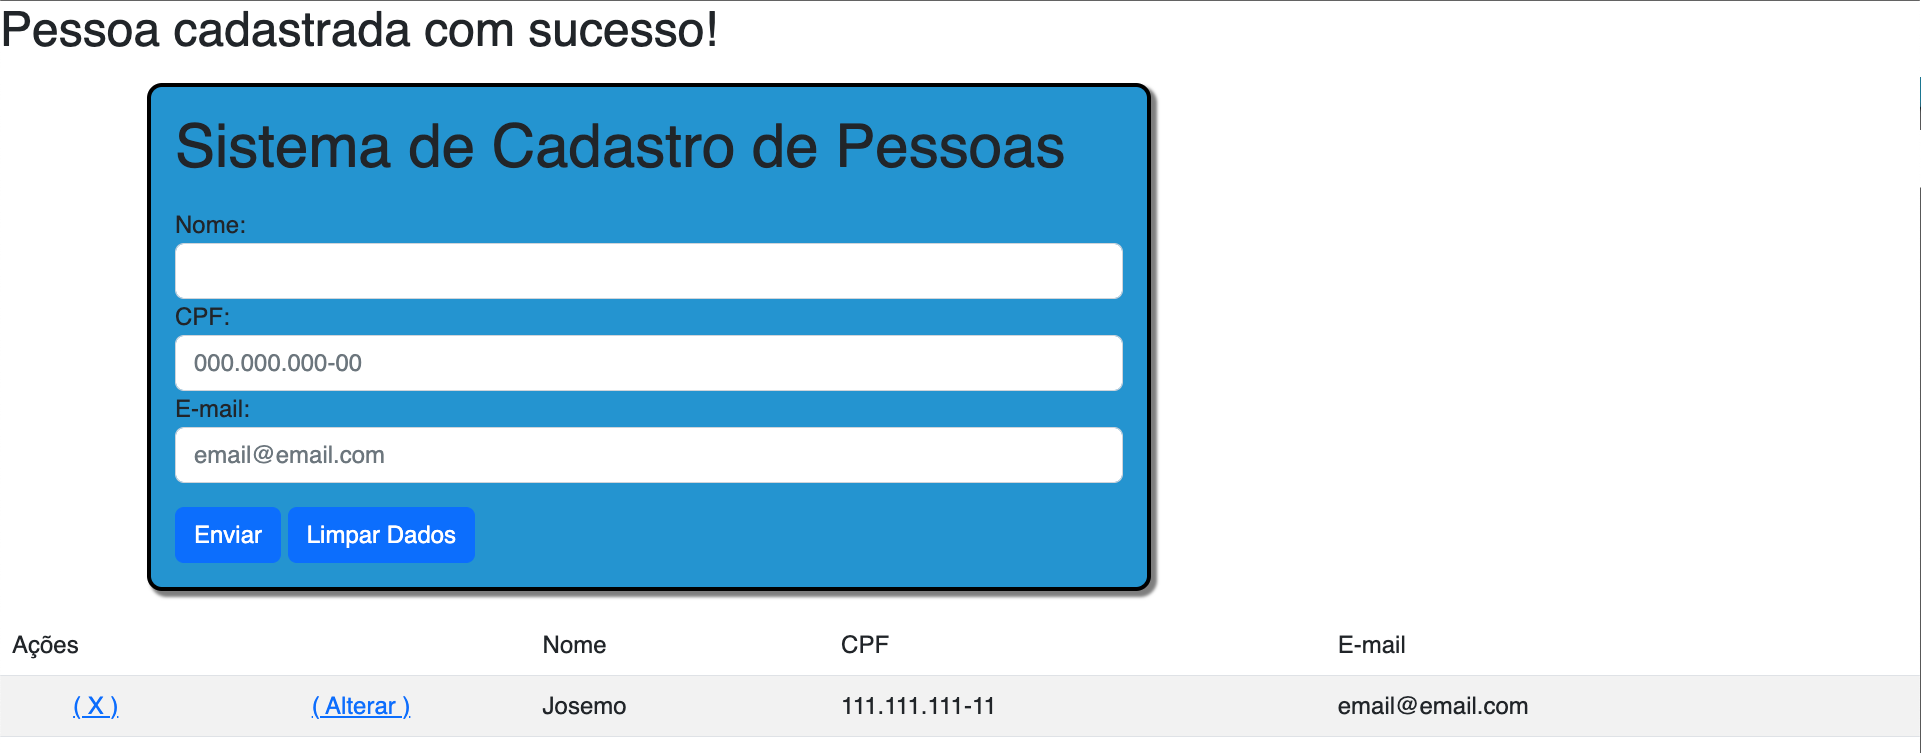 Pessoa cadastrada com sucesso!
Sistema de Cadastro de Pessoas
Nome:
CPF:
000.000.000-00
E-mail:
email@email.com
Enviar Limpar Dados
Ações Nome CPF E-mail
( X ) ( Alterar ) Josemo 111.111.111-11 email@email.com